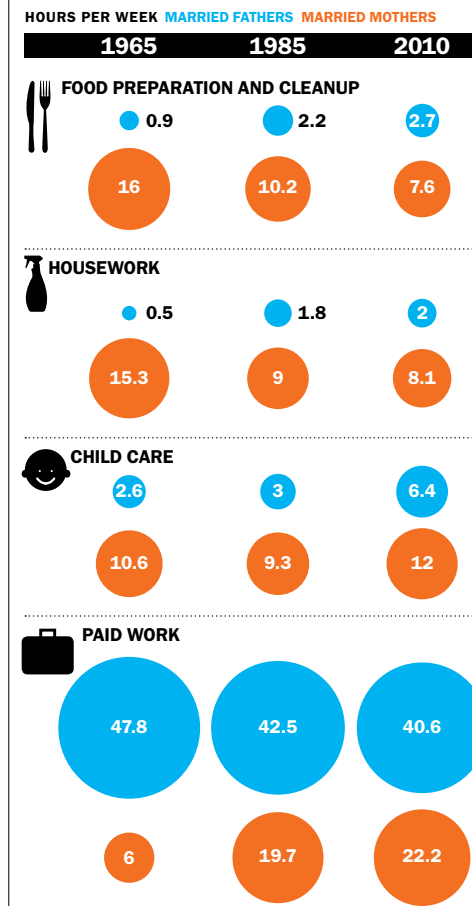 HOURS PER WEEK MARRIED FATHERS MARRIED MOTHERS
1965 1985 2010
FOOD PREPARATION AND CLEANUP
0.9 2.2 2.7
16 10.2 7.6
HOUSEWORK
0.5 1.8 2
15.3 9 8.1
CHILD CARE
2.6 3 6.4
10.6 9.3 12
PAID WORK
47.8 42.5 40.6
6 19.7 22.2